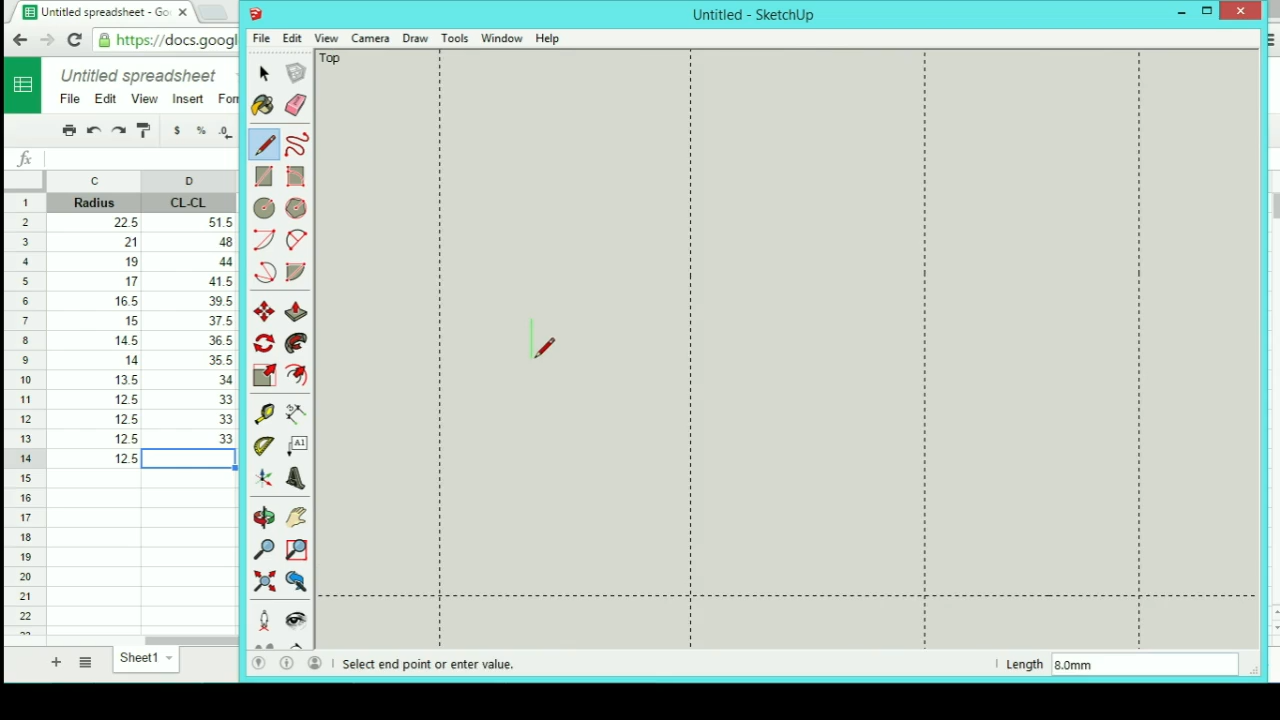 Untitled spreadsheet - Go
Untitled - SketchUp
https://docs.googl
File Edit View Camera Draw Tools Window Help
Top
Untitled spreadsheet
File Edit View Insert For
$ % .0
fx
C D
1 Radius CL-CL
2 22.5 51.5
3 21 48
4 19 44
5 17 41.5
6 16.5 39.5
7 15 37.5
8 14.5 36.5
9 14 35.5
10 13.5 34
11 12.5 33
12 12.5 33
13 12.5 33
14 12.5
15
16
17
18
19
20
21
22
23
A1
Sheet1
Select end point or enter value.
Length 8.0mm